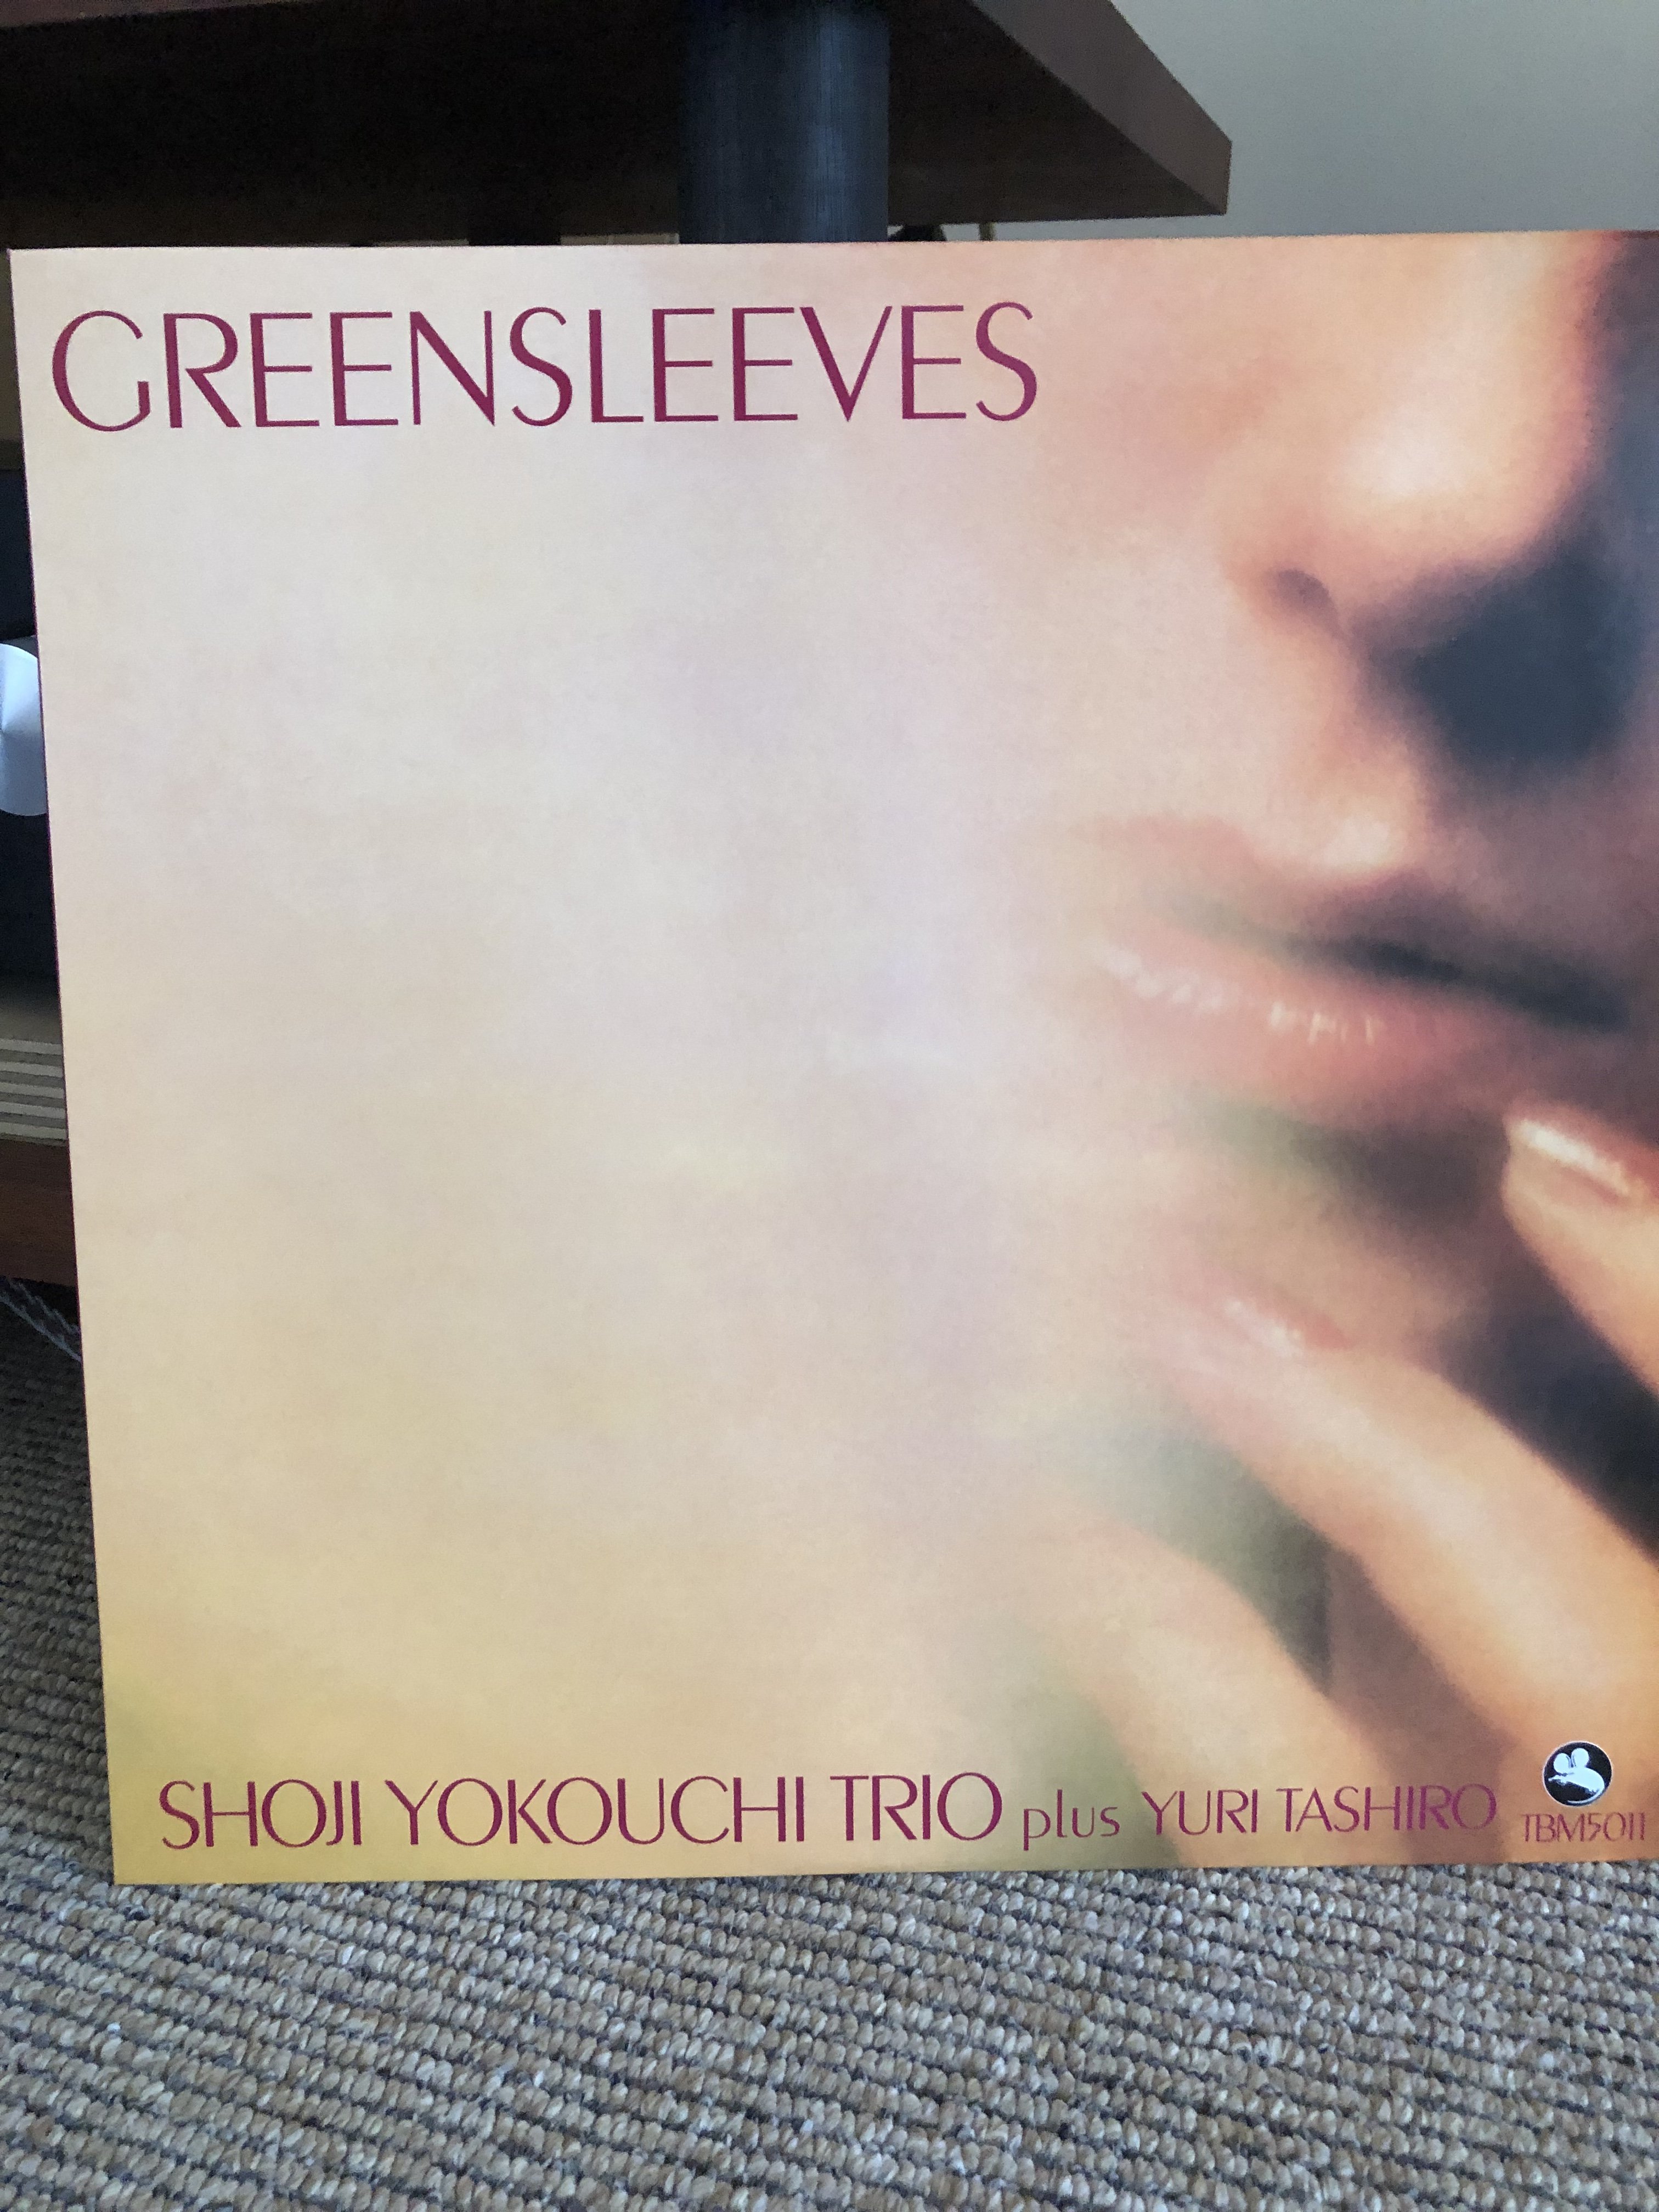 GREENSLEEVES
SHOJI YOKOUCHI TRIO plus YURI TASHIRO
TBM5011